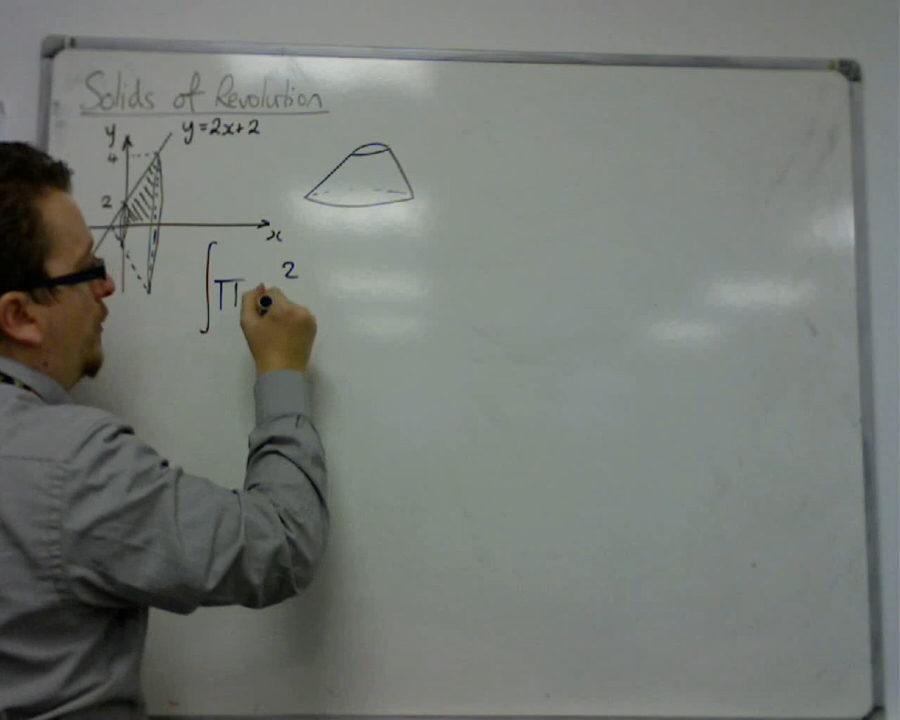 Solids of Revolution
y
y=2x+2
4
2
x
∫π 2